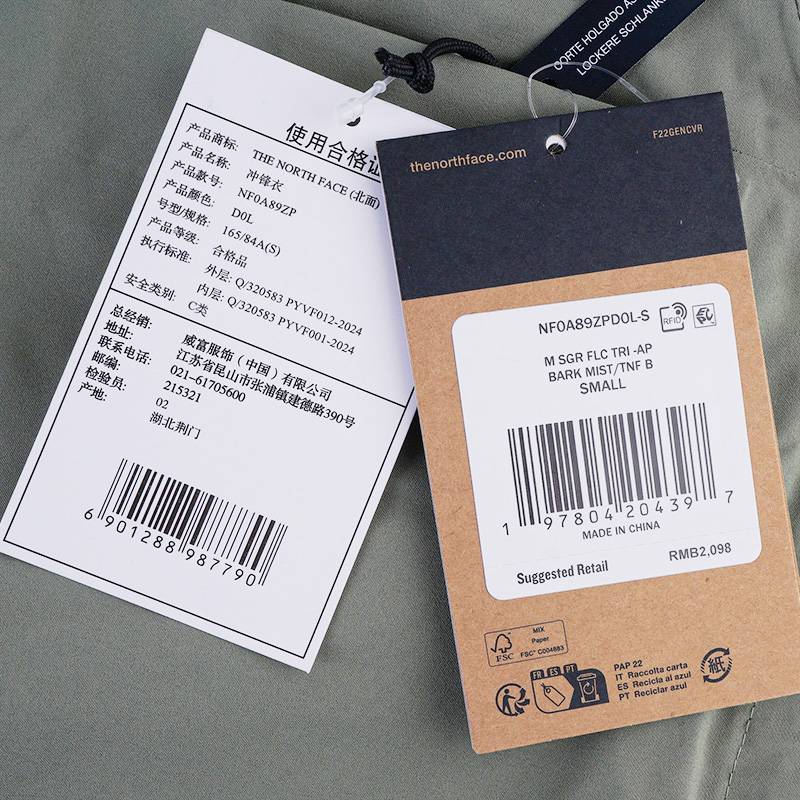 CORTE HOLGADO
LOCKERE SCHLANK
使用合格证
产品商标: THE NORTH FACE (北面)
产品名称: 冲锋衣
产品款号: NF0A89ZP
产品颜色: D0L
号型/规格: 165/84A(S)
产品等级: 合格品
执行标准: 外层: Q/320583 PYVF012-2024
内层: Q/320583 PYVF001-2024
安全类别: C类
总经销: 威富服饰（中国）有限公司
地址: 江苏省昆山市张浦镇建德路390号
联系电话: 021-61705600
邮编: 215321
检验员: 02
产地: 湖北荆门
6 901288 987790
F22GENCVR
thenorthface.com
NF0A89ZPD0L-S
RFID
EPC
M SGR FLC TRI -AP
BARK MIST/TNF B
SMALL
1 97804 20439 7
MADE IN CHINA
Suggested Retail RMB2,098
FSC
MIX
Paper
FSC® C004883
FR ES PT
PAP 22
IT Raccolta carta
ES Recicla al azul
PT Reciclar azul
紙